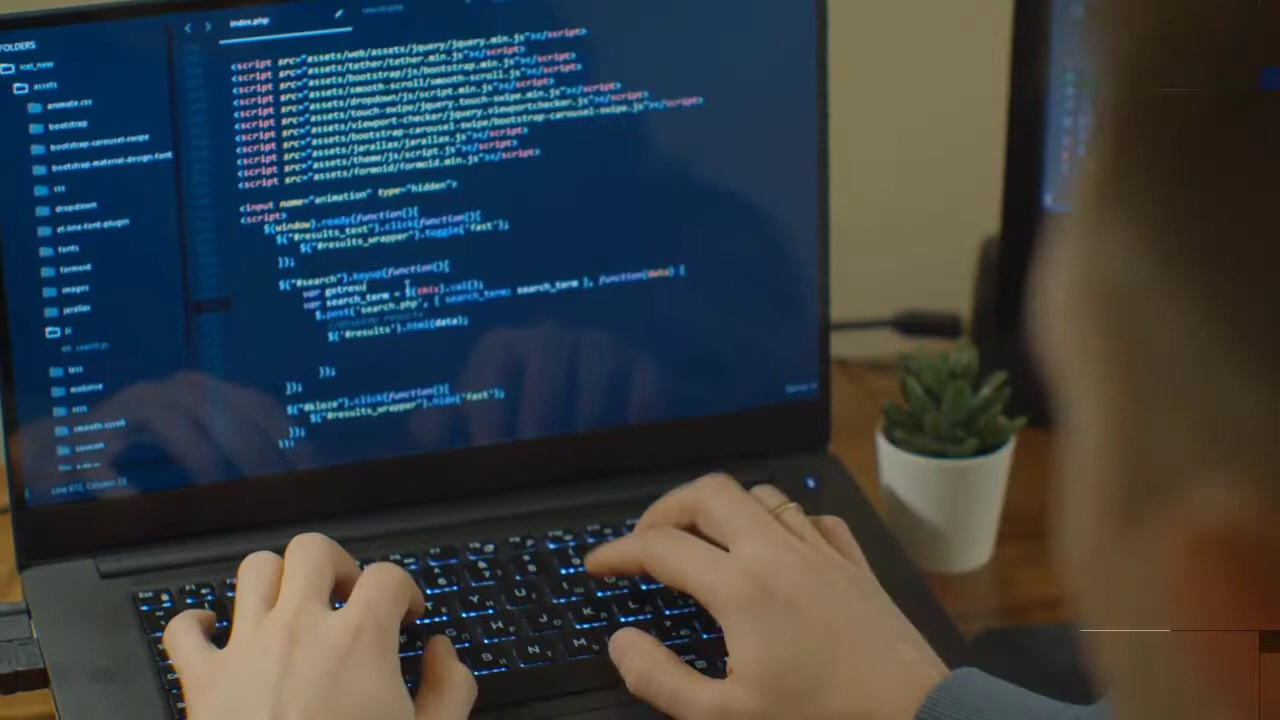 index.php
FOLDERS
assets
animate.css
bootstrap
bootstrap-carousel-swipe
bootstrap-material-design-font
css
dropdown
et-line-font-plugin
fonts
formoid
images
jarallax
js
less
mobirise
smooth-scroll
<script src="assets/web/assets/jquery/jquery.min.js"></script>
<script src="assets/tether/tether.min.js"></script>
<script src="assets/bootstrap/js/bootstrap.min.js"></script>
<script src="assets/smooth-scroll/smooth-scroll.js"></script>
<script src="assets/dropdown/js/script.min.js"></script>
<script src="assets/touch-swipe/jquery.touch-swipe.min.js"></script>
<script src="assets/viewport-checker/jquery.viewportchecker.js"></script>
<script src="assets/bootstrap-carousel-swipe/bootstrap-carousel-swipe.js"></script>
<script src="assets/jarallax/jarallax.js"></script>
<script src="assets/theme/js/script.js"></script>
<script src="assets/formoid/formoid.min.js"></script>
<input name="animation" type="hidden">
<script>
$(window).ready(function(){
$("#results_text").click(function(){
$("#results_wrapper").toggle('fast');
});
$("#search").keyup(function(){
var getresu
var search_term = $(this).val();
$.post('search.php', { search_term: search_term }, function(data) {
$('#results').html(data);
});
});
$("#kloze").click(function(){
$("#results_wrapper").hide('fast');
});
});
T Y U
F G H J K L
B N M